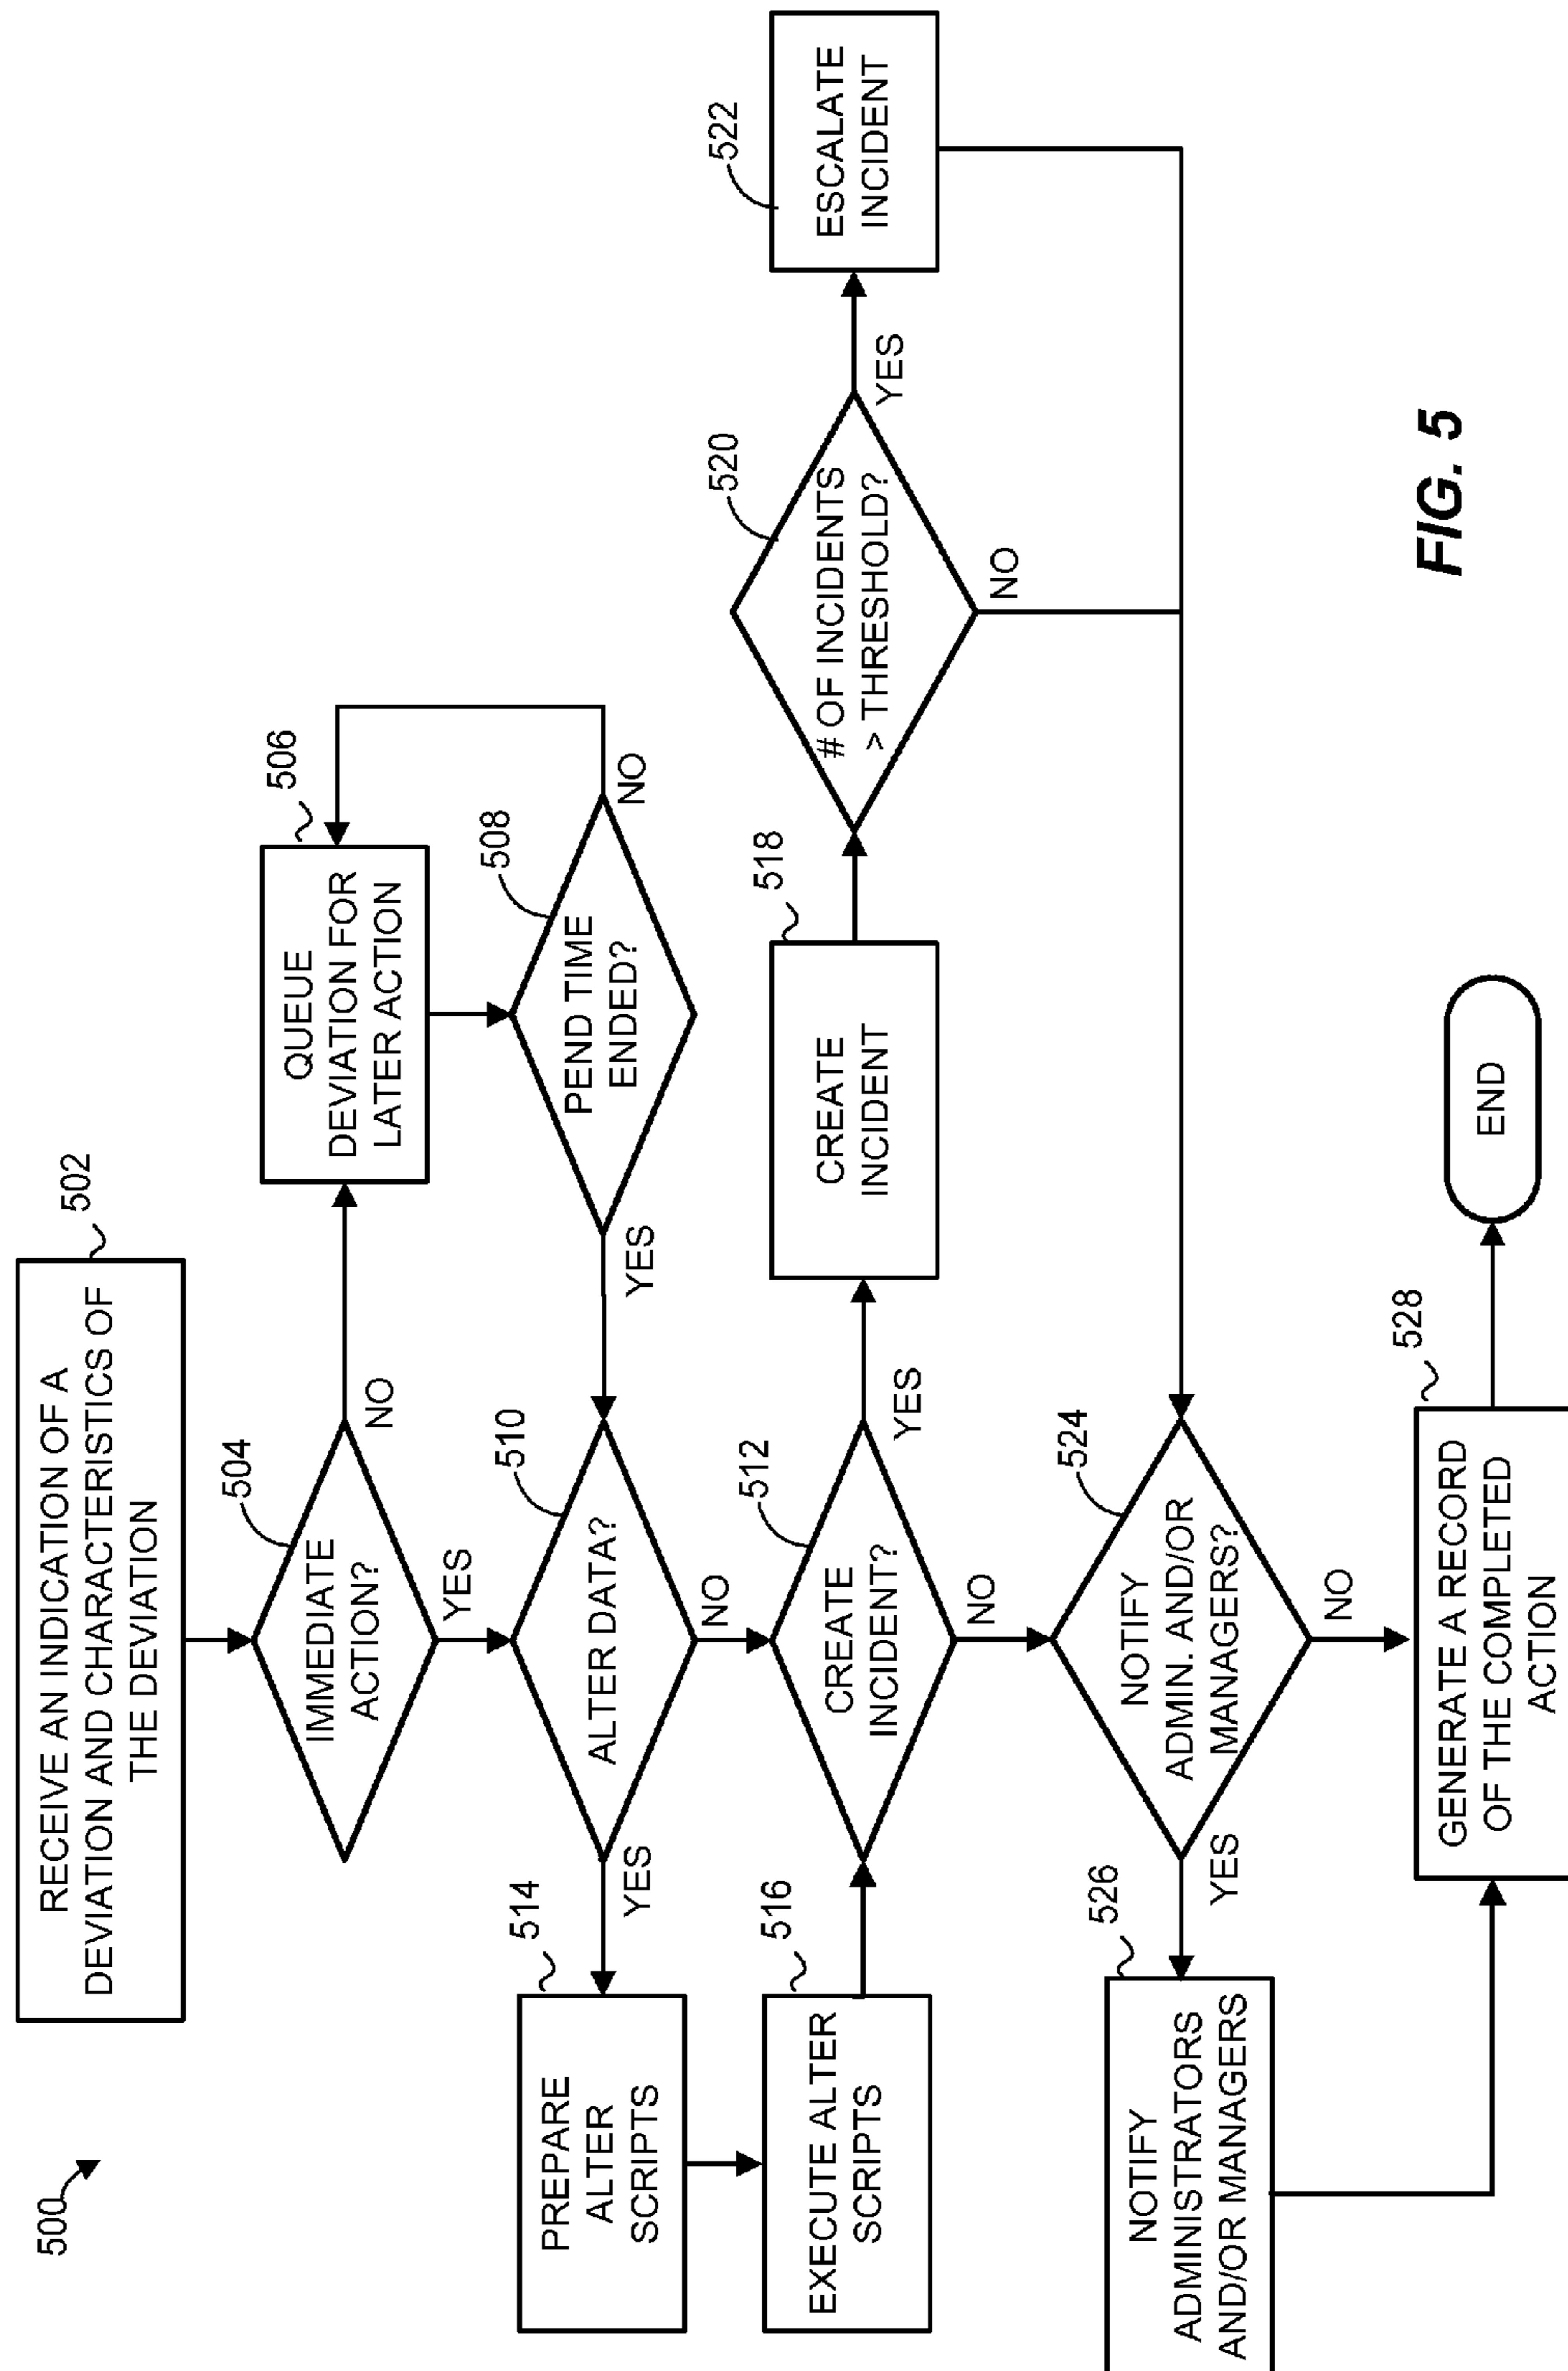 500
502
RECEIVE AN INDICATION OF A
DEVIATION AND CHARACTERISTICS OF
THE DEVIATION
504
IMMEDIATE
ACTION?
NO
YES
506
QUEUE
DEVIATION FOR
LATER ACTION
508
PEND TIME
ENDED?
NO
YES
510
ALTER DATA?
YES
NO
514
PREPARE
ALTER
SCRIPTS
516
EXECUTE ALTER
SCRIPTS
512
CREATE
INCIDENT?
YES
NO
518
CREATE
INCIDENT
520
# OF INCIDENTS
> THRESHOLD?
YES
NO
522
ESCALATE
INCIDENT
524
NOTIFY
ADMIN. AND/OR
MANAGERS?
YES
NO
526
NOTIFY
ADMINISTRATORS
AND/OR MANAGERS
528
GENERATE A RECORD
OF THE COMPLETED
ACTION
END
FIG. 5